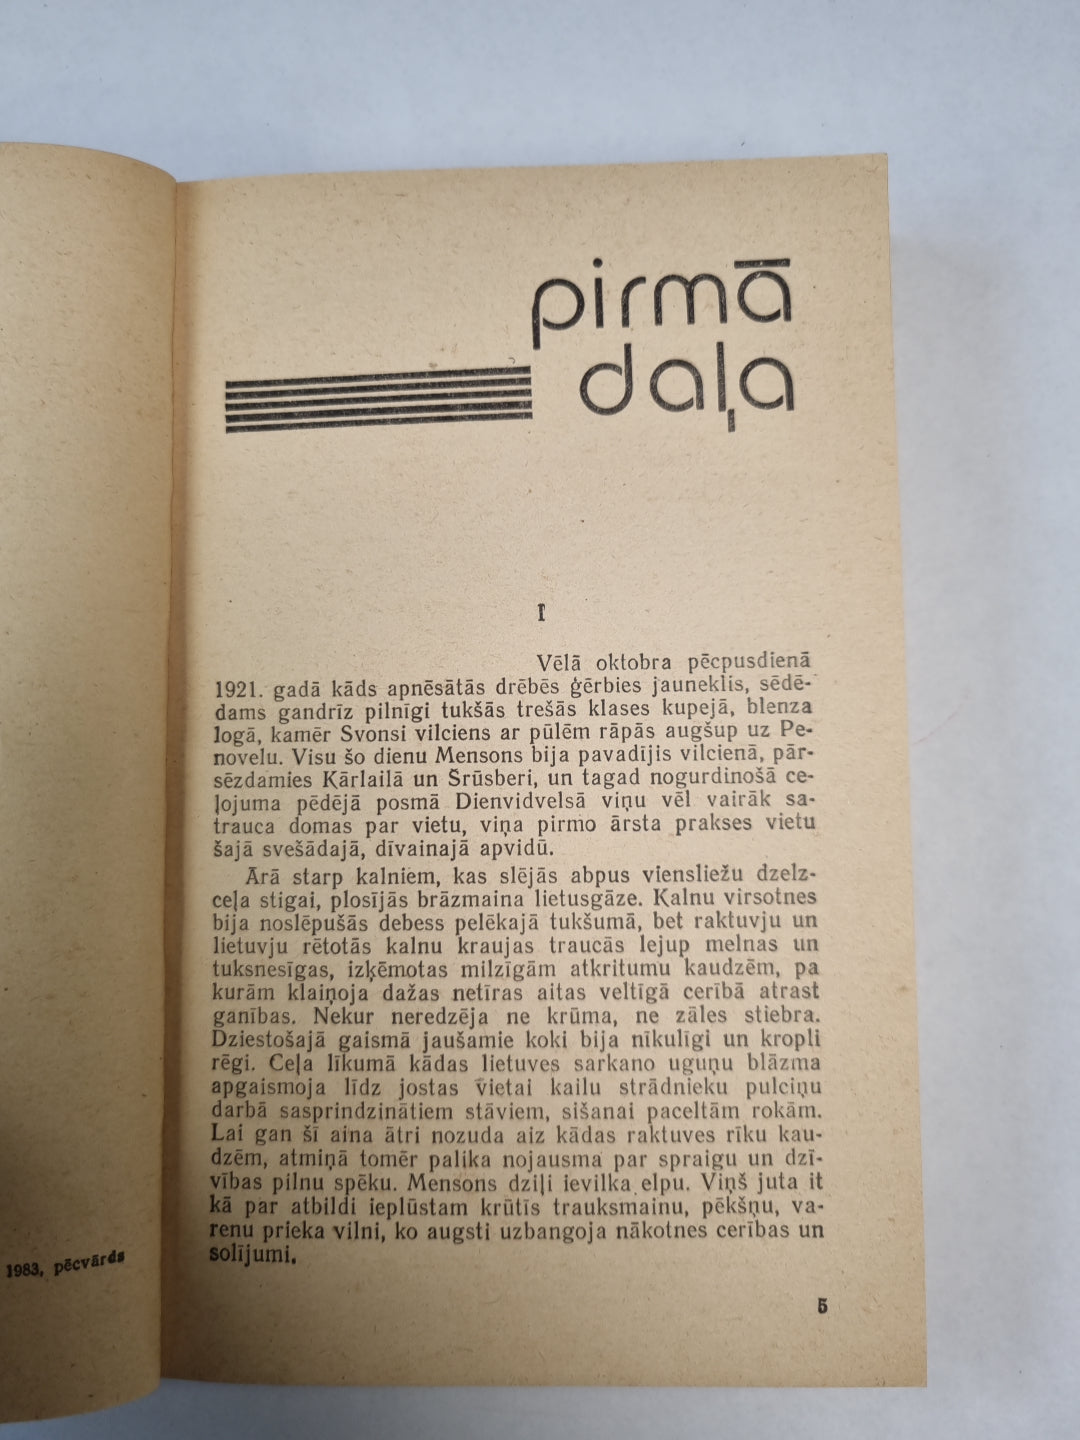 pirmā
daļa
I
Vēlā oktobra pēcpusdienā
1921. gadā kāds apnēsātās drēbēs ģērbies jauneklis, sēdē-
dams gandrīz pilnīgi tukšās trešās klases kupejā, blenza
logā, kamēr Svonsi vilciens ar pūlēm rāpās augšup uz Pe-
novelu. Visu šo dienu Mensons bija pavadījis vilcienā, pār-
sēzdamies Kārlailā un Šrūsberi, un tagad nogurdinošā ce-
ļojuma pēdējā posmā Dienvidvelsā viņu vēl vairāk sa-
trauca domas par vietu, viņa pirmo ārsta prakses vietu
šajā svešādajā, dīvainajā apvidū.
Ārā starp kalniem, kas slējās abpus viensliežu dzelz-
ceļa stigai, plosījās brāzmaina lietusgāze. Kalnu virsotnes
bija noslēpušās debess pelēkajā tukšumā, bet raktuvju un
lietuvju rētotās kalnu kraujas traucās lejup melnas un
tuksnesīgas, izķēmotas milzīgām atkritumu kaudzēm, pa
kurām klaiņoja dažas netīras aitas veltīgā cerībā atrast
ganības. Nekur neredzēja ne krūma, ne zāles stiebra.
Dziestošajā gaismā jaušamie koki bija nīkulīgi un kropli
rēgi. Ceļa līkumā kādas lietuves sarkano uguņu blāzma
apgaismoja līdz jostas vietai kailu strādnieku pulciņu
darbā sasprindzinātiem stāviem, sišanai paceltām rokām.
Lai gan šī aina ātri nozuda aiz kādas raktuves rīku kau-
dzēm, atmiņā tomēr palika nojausma par spraigu un dzī-
vības pilnu spēku. Mensons dziļi ievilka elpu. Viņš juta it
kā par atbildi ieplūstam krūtīs trauksmainu, pēkšņu, va-
renu prieka vilni, ko augsti uzbangoja nākotnes cerības un
solījumi.
5
1983, pēcvārds